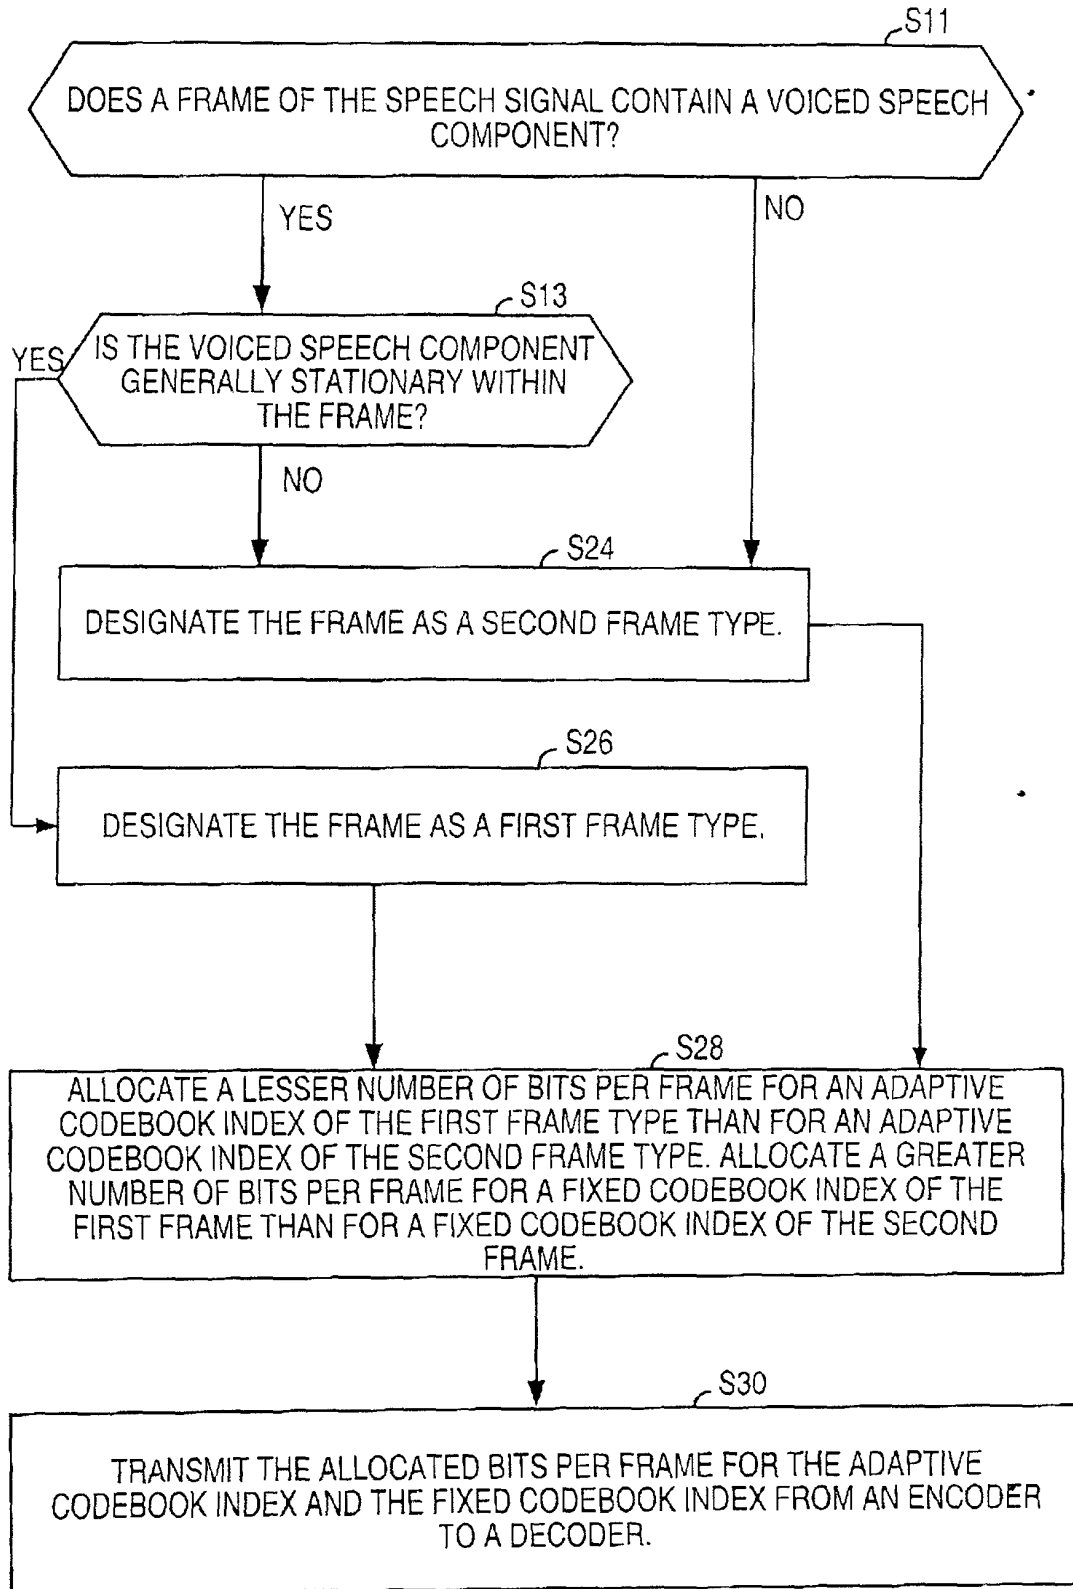 S11
DOES A FRAME OF THE SPEECH SIGNAL CONTAIN A VOICED SPEECH
COMPONENT?
YES
NO
S13
YES
IS THE VOICED SPEECH COMPONENT
GENERALLY STATIONARY WITHIN
THE FRAME?
NO
S24
DESIGNATE THE FRAME AS A SECOND FRAME TYPE.
S26
DESIGNATE THE FRAME AS A FIRST FRAME TYPE.
S28
ALLOCATE A LESSER NUMBER OF BITS PER FRAME FOR AN ADAPTIVE
CODEBOOK INDEX OF THE FIRST FRAME TYPE THAN FOR AN ADAPTIVE
CODEBOOK INDEX OF THE SECOND FRAME TYPE. ALLOCATE A GREATER
NUMBER OF BITS PER FRAME FOR A FIXED CODEBOOK INDEX OF THE
FIRST FRAME THAN FOR A FIXED CODEBOOK INDEX OF THE SECOND
FRAME.
S30
TRANSMIT THE ALLOCATED BITS PER FRAME FOR THE ADAPTIVE
CODEBOOK INDEX AND THE FIXED CODEBOOK INDEX FROM AN ENCODER
TO A DECODER.